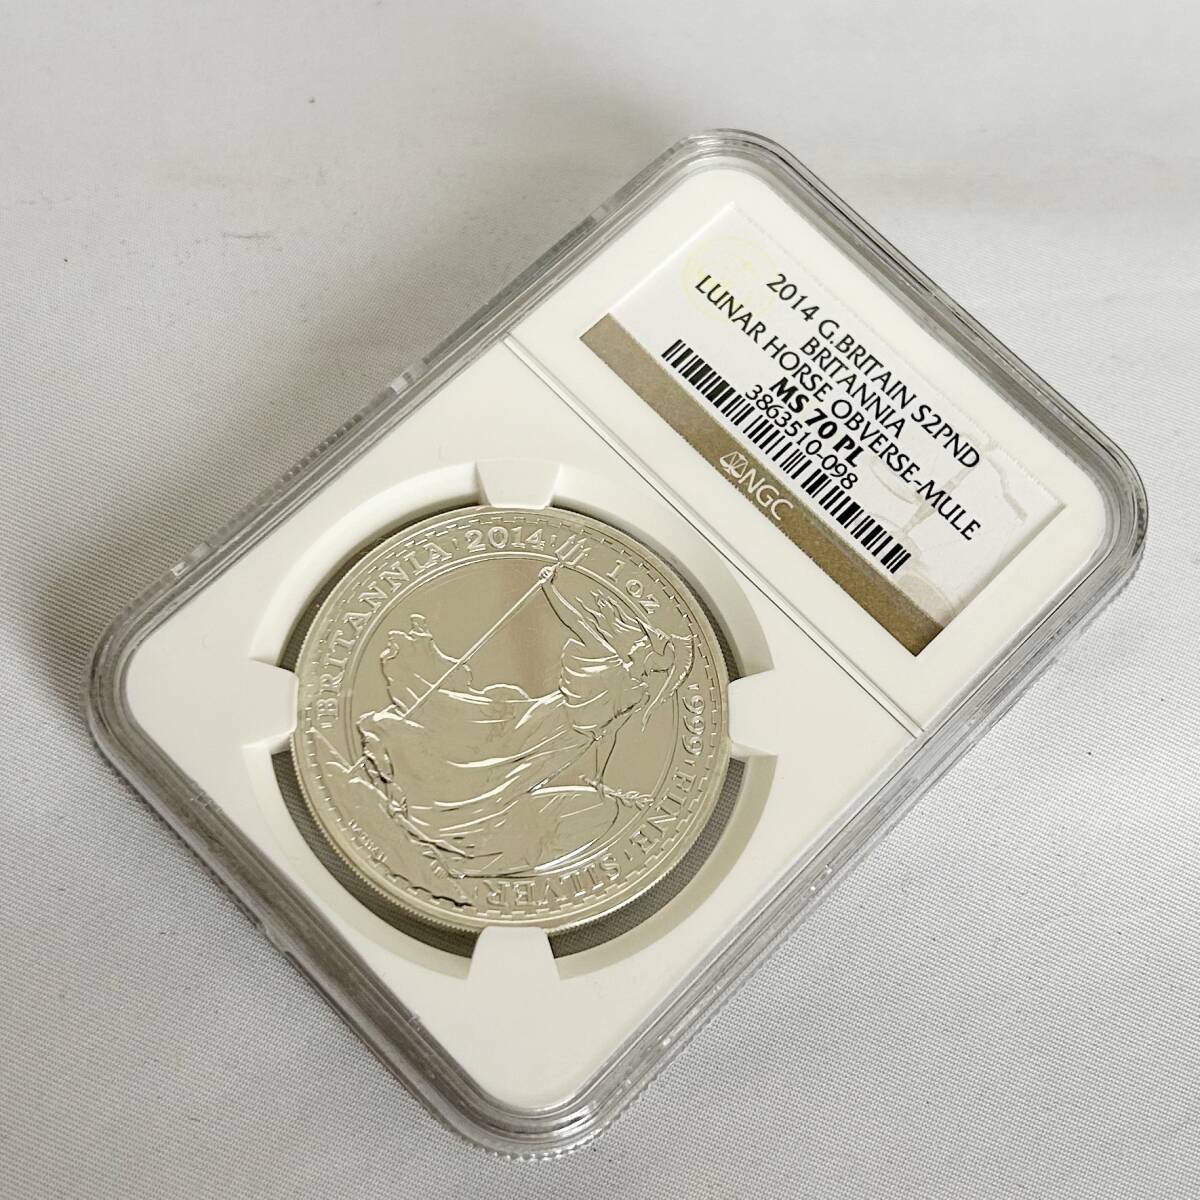 2014 G.BRITAIN S2PND
BRITANNIA
LUNAR HORSE OBVERSE-MULE
MS 70 PL
3863510-098
NGC
BRITANNIA 2014 1 OZ 999 FINE SILVER